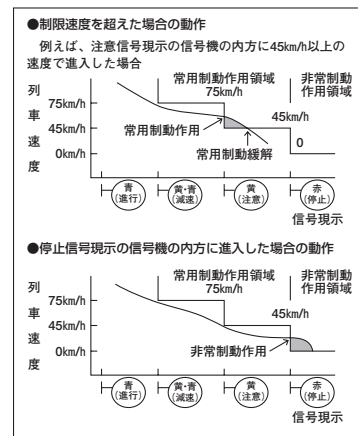 ●制限速度を超えた場合の動作
例えば、注意信号現示の信号機の内方に45km/h以上の
速度で進入した場合
列車速度
常用制動作用領域
非常制動
作用領域
75km/h
75km/h
45km/h
45km/h
0km/h
0
常用制動作用
常用制動緩解
青
(進行)
黄・青
(減速)
黄
(注意)
赤
(停止)
信号現示
●停止信号現示の信号機の内方に進入した場合の動作
列車速度
常用制動作用領域
非常制動
作用領域
75km/h
75km/h
45km/h
45km/h
0km/h
非常制動作用
青
(進行)
黄・青
(減速)
黄
(注意)
赤
(停止)
信号現示